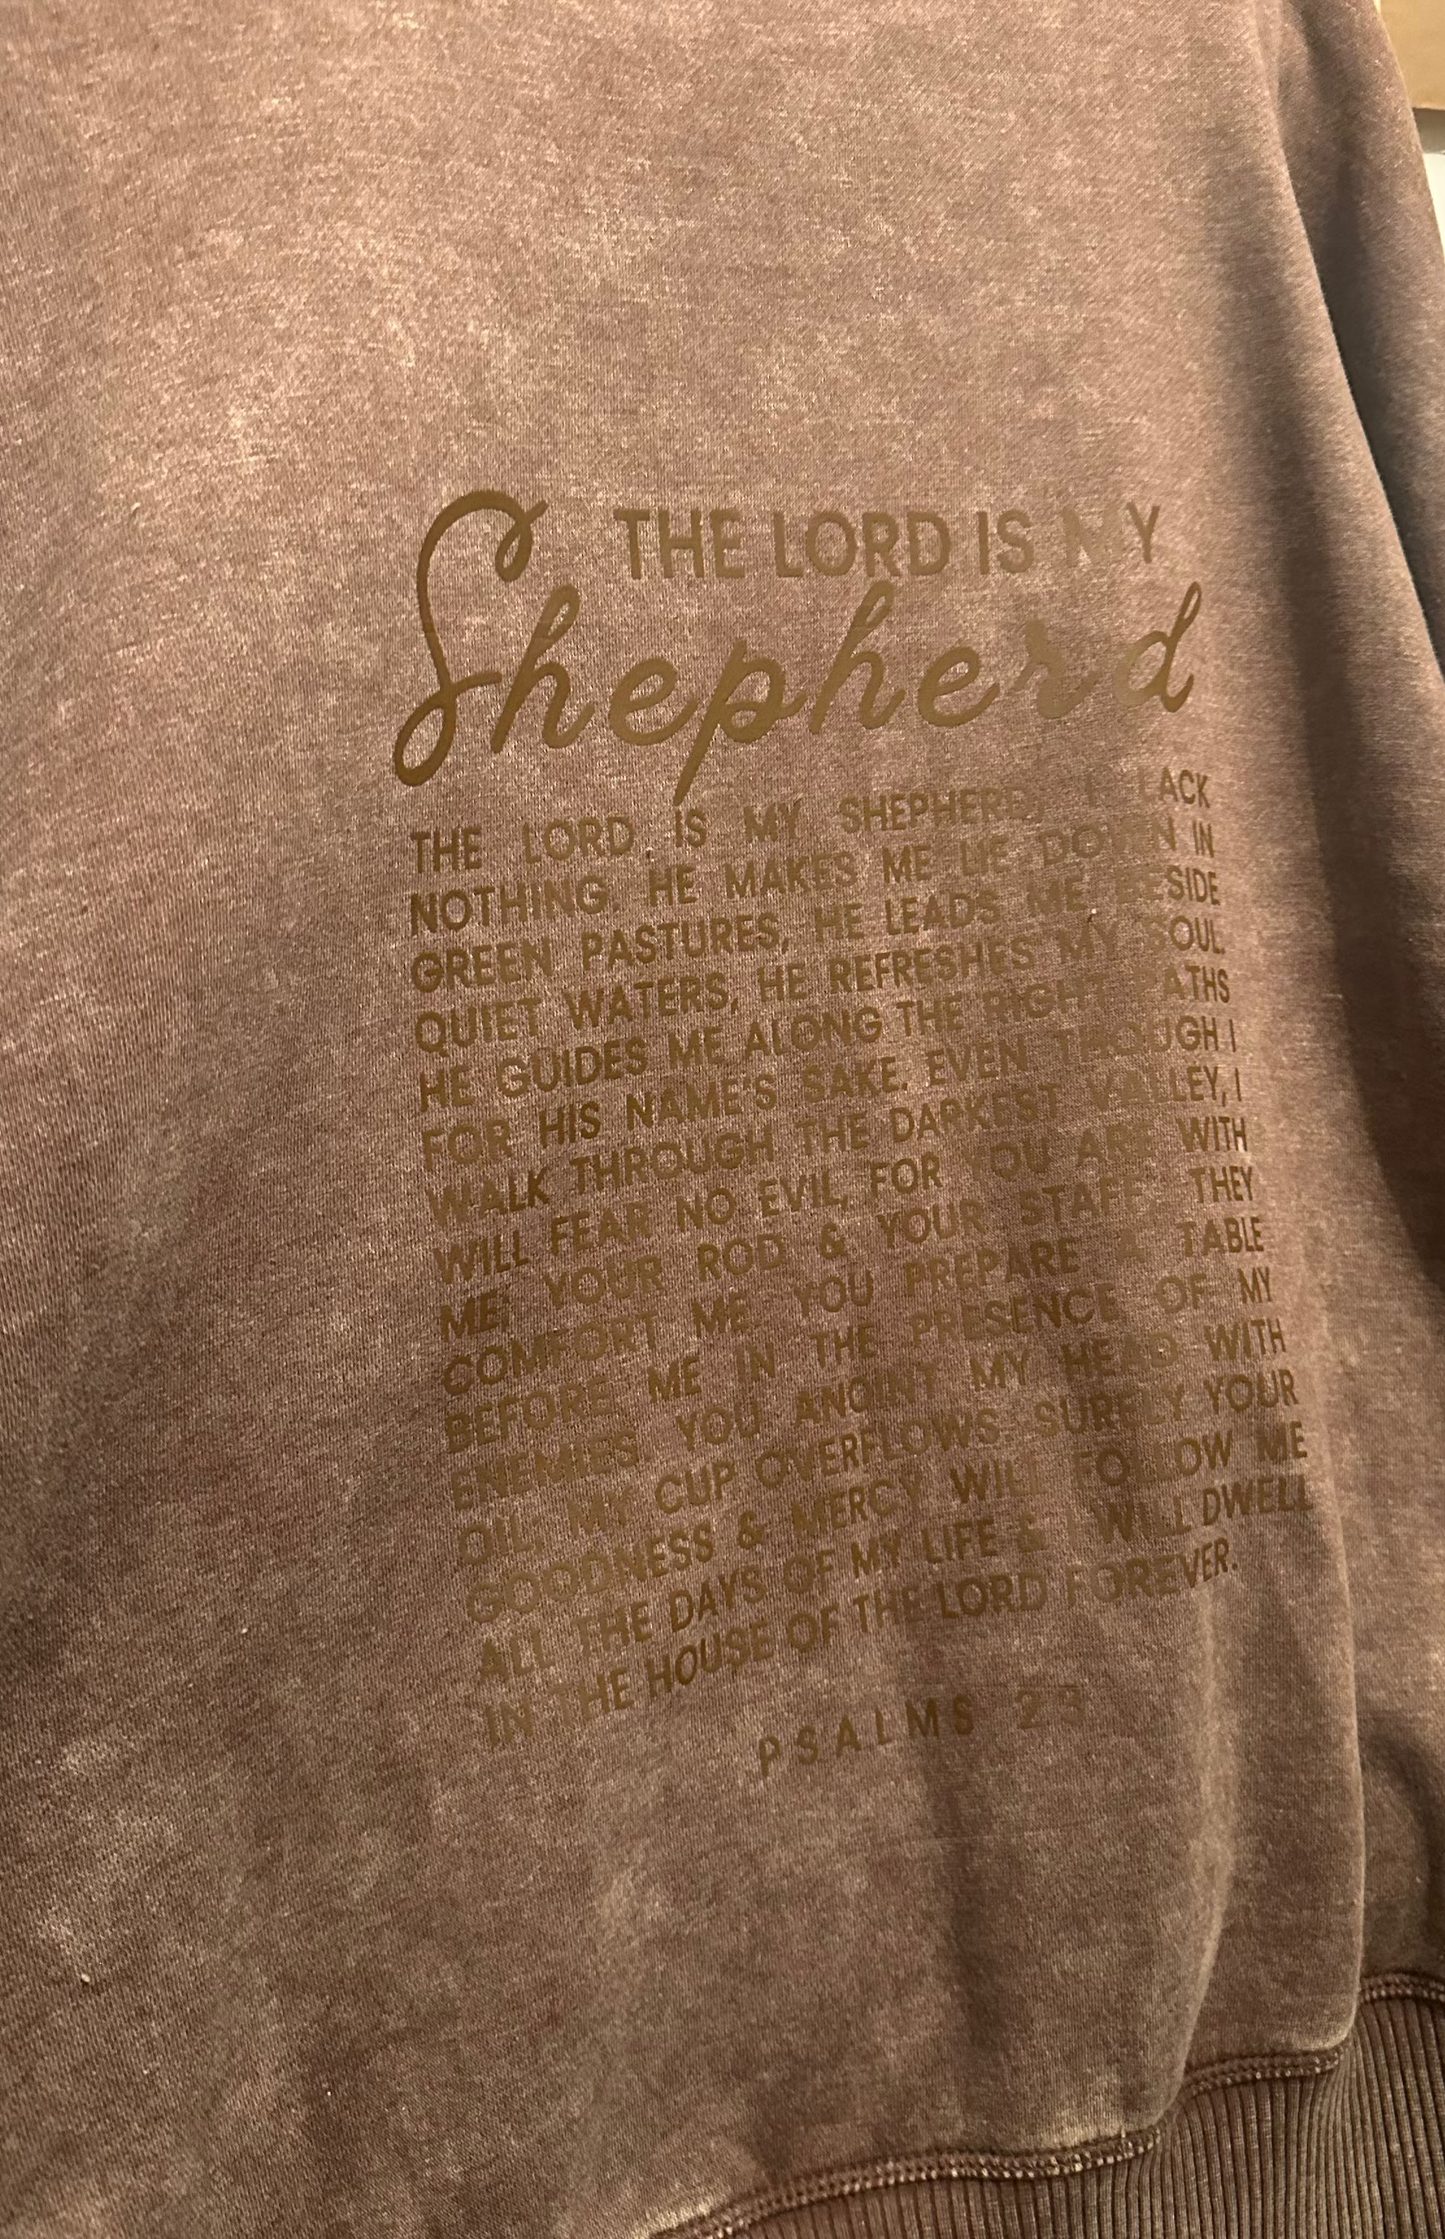 THE LORD IS MY
Shepherd
THE LORD IS MY SHEPHERD, I LACK
NOTHING. HE MAKES ME LIE DOWN IN
GREEN PASTURES, HE LEADS ME BESIDE
QUIET WATERS, HE REFRESHES MY SOUL.
HE GUIDES ME ALONG THE RIGHT PATHS
FOR HIS NAME'S SAKE. EVEN THOUGH I
WALK THROUGH THE DARKEST VALLEY, I
WILL FEAR NO EVIL, FOR YOU ARE WITH
ME; YOUR ROD & YOUR STAFF, THEY
COMFORT ME YOU PREPARE A TABLE
BEFORE ME IN THE PRESENCE OF MY
ENEMIES YOU ANOINT MY HEAD WITH
OIL; MY CUP OVERFLOWS. SURELY YOUR
GOODNESS & MERCY WILL FOLLOW ME
ALL THE DAYS OF MY LIFE & I WILL DWELL
IN THE HOUSE OF THE LORD FOREVER.
PSALMS 23